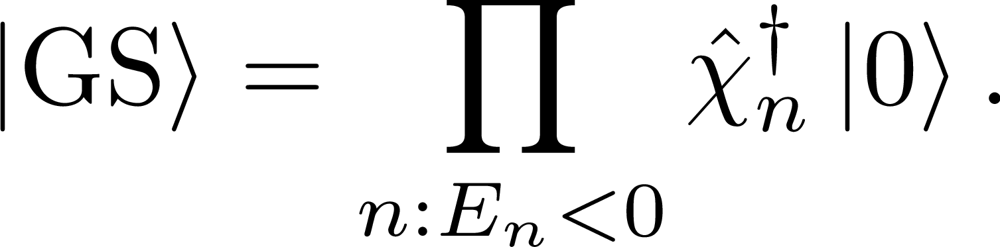 |GS⟩ = ∏ χ̂†ₙ |0⟩ .
n:Eₙ<0